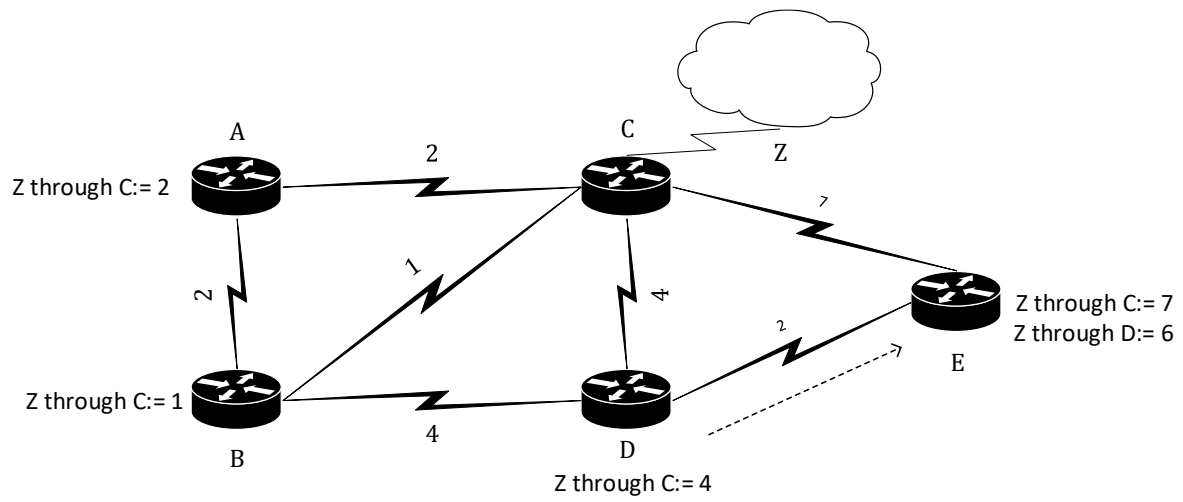 A
C
Z
2
Z through C:= 2
7
2
1
4
Z through C:= 7
Z through D:= 6
E
2
Z through C:= 1
B
4
D
Z through C:= 4